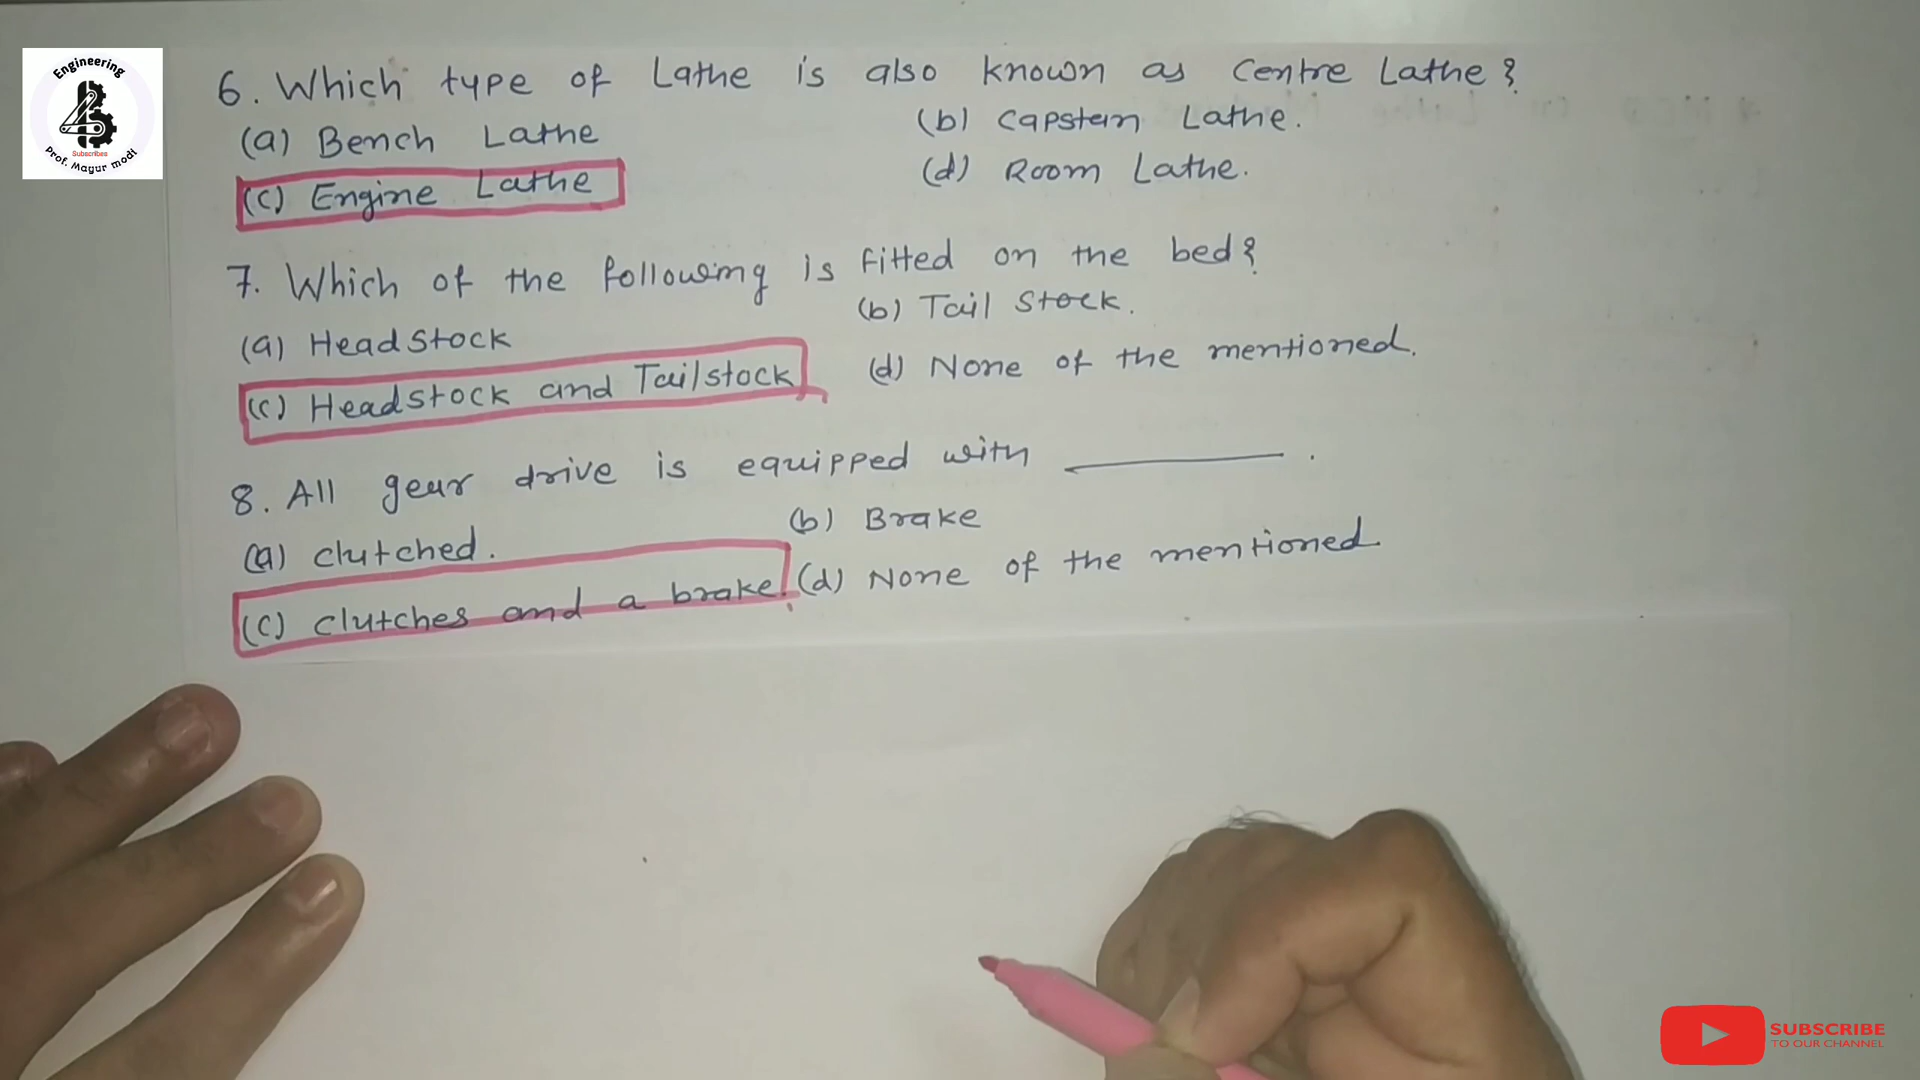 Engineering
Subscribes
Prof. Mayur modi
6. Which type of Lathe is also known as Centre Lathe?
(a) Bench Lathe (b) Capstan Lathe.
(c) Engine Lathe (d) Room Lathe.
7. Which of the following is fitted on the bed?
(a) Headstock (b) Tail Stock.
(c) Headstock and Tailstock (d) None of the mentioned.
8. All gear drive is equipped with ________.
(a) clutched. (b) Brake
(c) clutches and a brake. (d) None of the mentioned
SUBSCRIBE
TO OUR CHANNEL